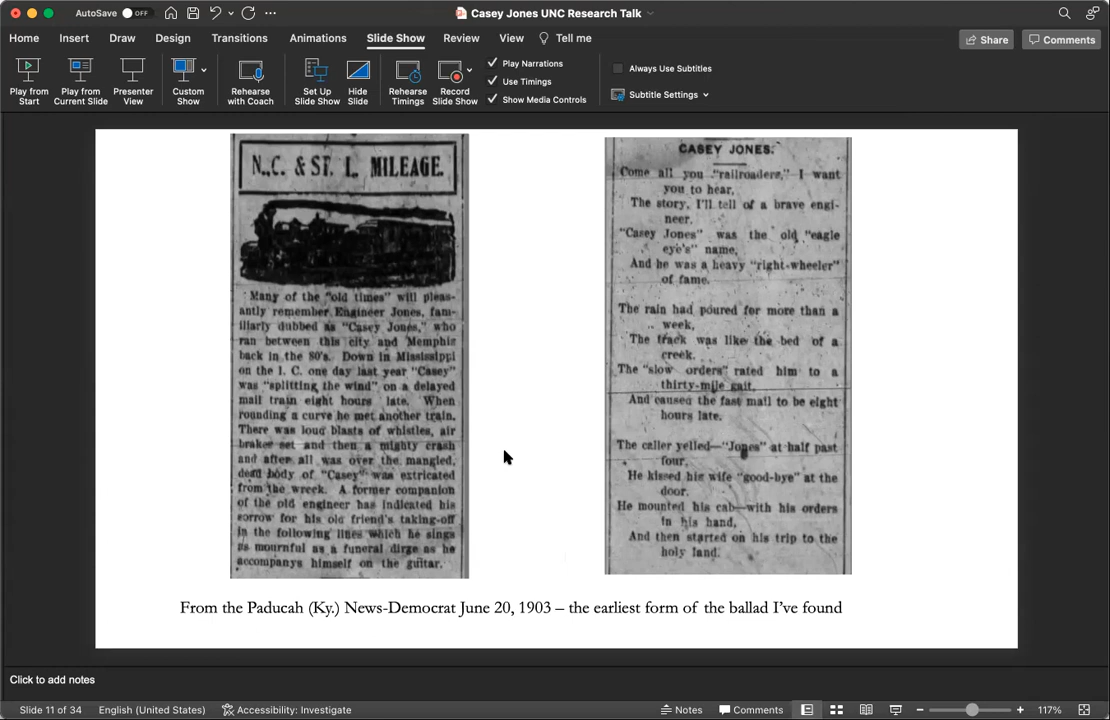 AutoSave OFF
Casey Jones UNC Research Talk
Home Insert Draw Design Transitions Animations Slide Show Review View Tell me
Share Comments
Play from Start
Play from Current Slide
Presenter View
Custom Show
Rehearse with Coach
Set Up Slide Show
Hide Slide
Rehearse Timings
Record Slide Show
Play Narrations
Use Timings
Show Media Controls
Always Use Subtitles
Subtitle Settings
N., C. & ST. L. MILEAGE.
Many of the "old times" will pleas-
antly remember Engineer Jones, fam-
iliarly dubbed as "Casey Jones," who
ran between this city and Memphis
back in the 80's. Down in Mississippi
on the I. C. one day last year "Casey"
was "splitting the wind" on a delayed
mail train eight hours late. When
rounding a curve he met another train.
There was loud blasts of whistles, air
brakes set and then a mighty crash
and after all was over the mangled,
dead body of "Casey" was extricated
from the wreck. A former companion
of the old engineer has indicated his
sorrow for his old friend's taking-off
in the following lines which he sings
as mournful as a funeral dirge as he
accompanys himself on the guitar.
CASEY JONES.
Come all you "railroaders," I want
you to hear,
The story, I'll tell of a brave engi-
neer.
"Casey Jones" was the old "eagle
eye's" name,
And he was a heavy "right-wheeler"
of fame.
The rain had poured for more than a
week,
The track was like the bed of a
creek.
The "slow orders" rated him to a
thirty-mile gait,
And caused the fast mail to be eight
hours late.
The caller yelled—"Jones" at half past
four,
He kissed his wife "good-bye" at the
door.
He mounted his cab—with his orders
in his hand,
And then started on his trip to the
holy land.
From the Paducah (Ky.) News-Democrat June 20, 1903 – the earliest form of the ballad I've found
Click to add notes
Slide 11 of 34 English (United States) Accessibility: Investigate Notes Comments 117%